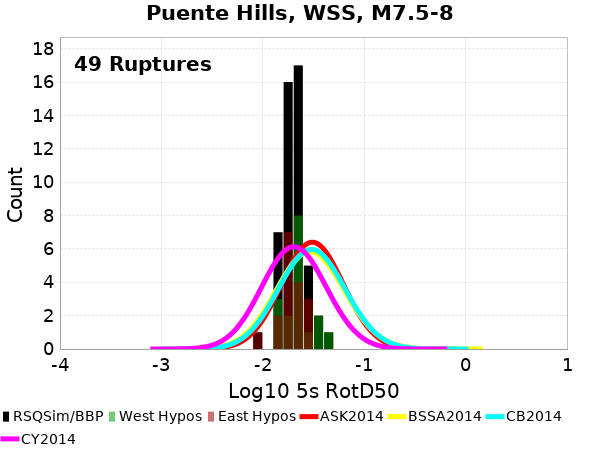 Puente Hills, WSS, M7.5-8
49 Ruptures
18
16
14
12
10
8
6
4
2
0
Count
-4 -3 -2 -1 0 1
Log10 5s RotD50
RSQSim/BBP West Hypos East Hypos ASK2014 BSSA2014 CB2014
CY2014